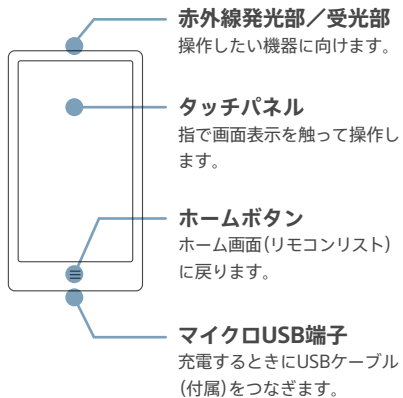 赤外線発光部／受光部
操作したい機器に向けます。
タッチパネル
指で画面表示を触って操作し
ます。
ホームボタン
ホーム画面(リモコンリスト)
に戻ります。
マイクロUSB端子
充電するときにUSBケーブル
(付属)をつなぎます。